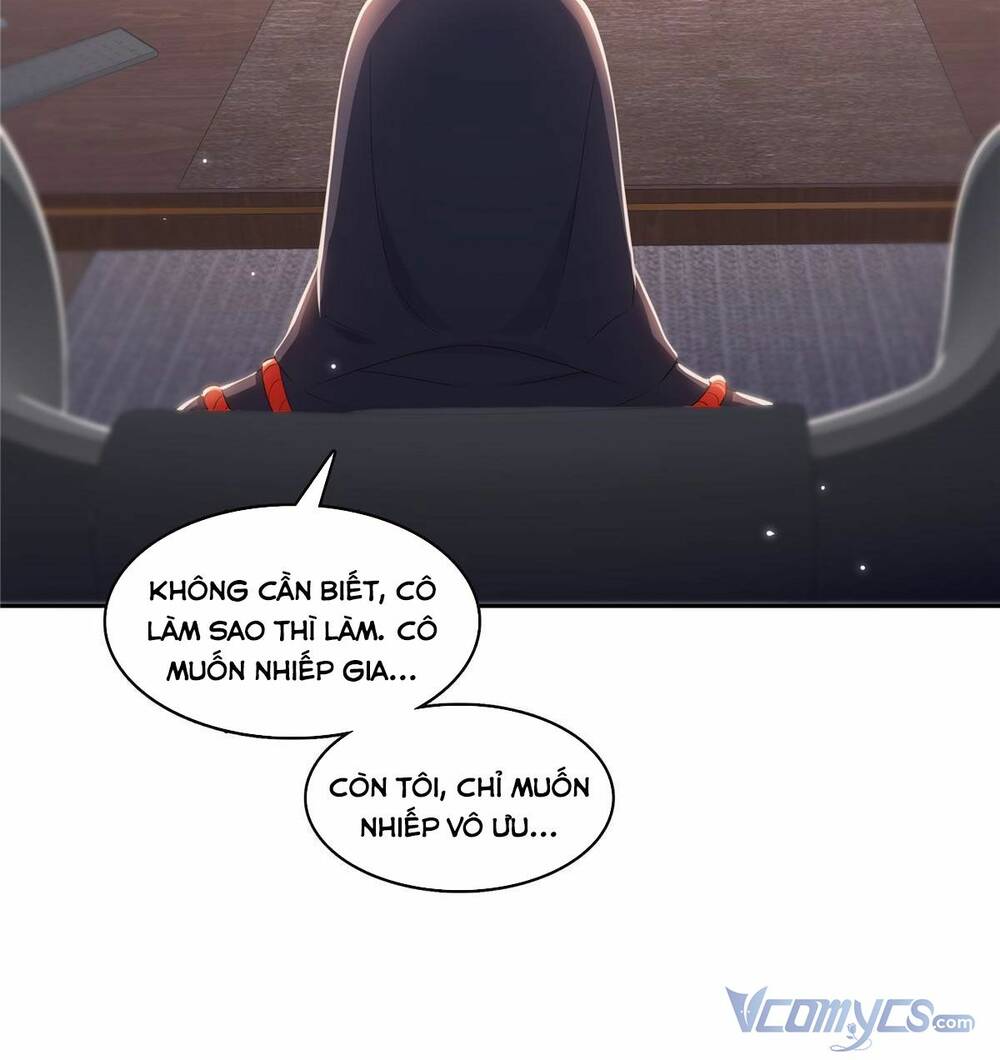 KHÔNG CẦN BIẾT, CÔ
LÀM SAO THÌ LÀM. CÔ
MUỐN NHIẾP GIA...
CÒN TÔI, CHỈ MUỐN
NHIẾP VÔ ƯU...
VCOMYCS.com